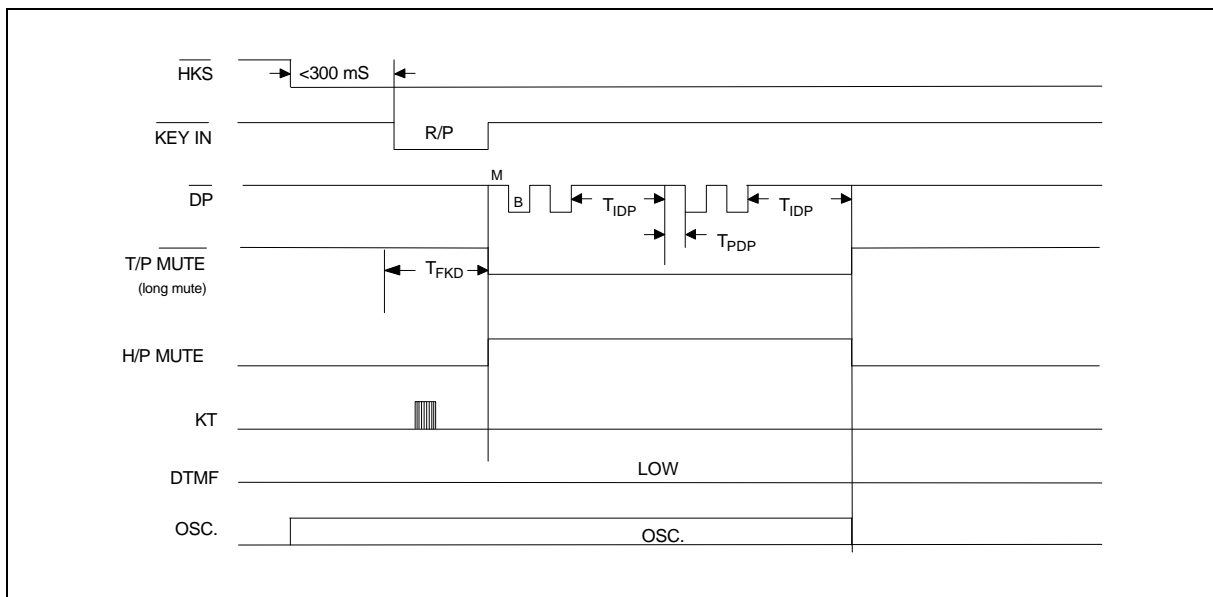 HKS
<300 mS
KEY IN
R/P
DP
M
B
TIDP
TIDP
TPDP
T/P MUTE
(long mute)
TFKD
H/P MUTE
KT
DTMF
LOW
OSC.
OSC.